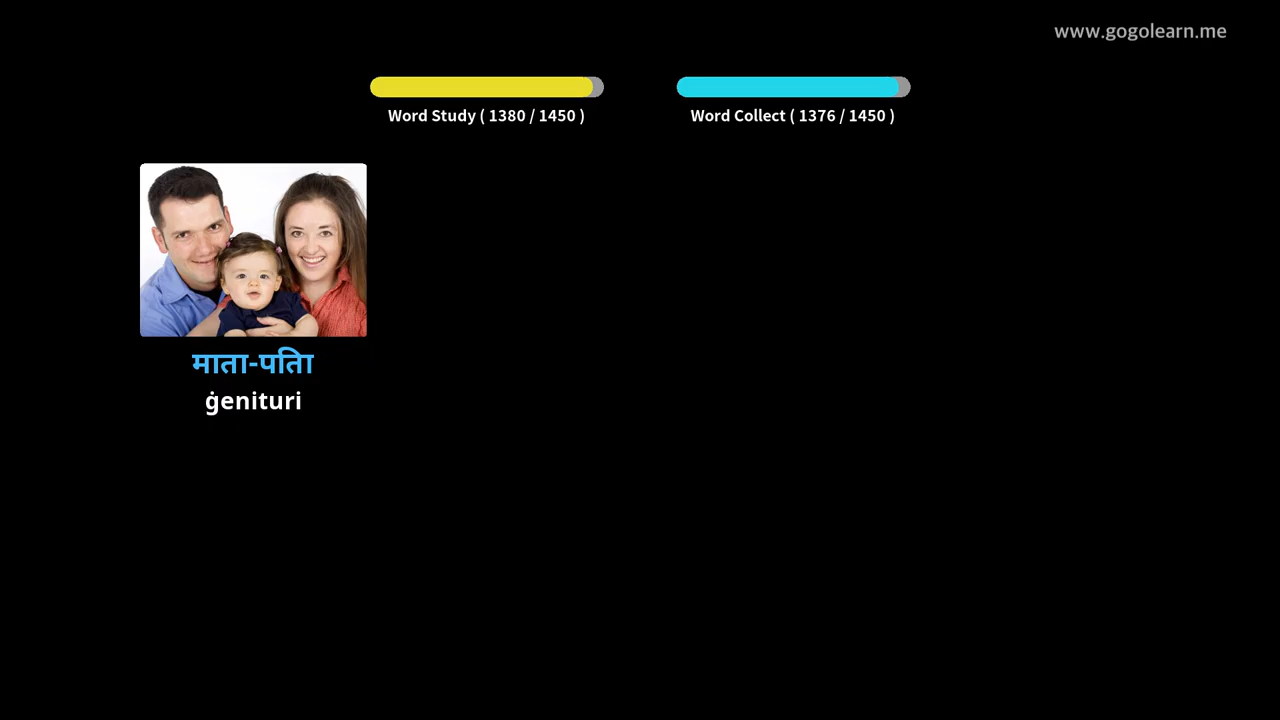 www.gogolearn.me
Word Study ( 1380 / 1450 )
Word Collect ( 1376 / 1450 )
माता-पिता
ġenituri